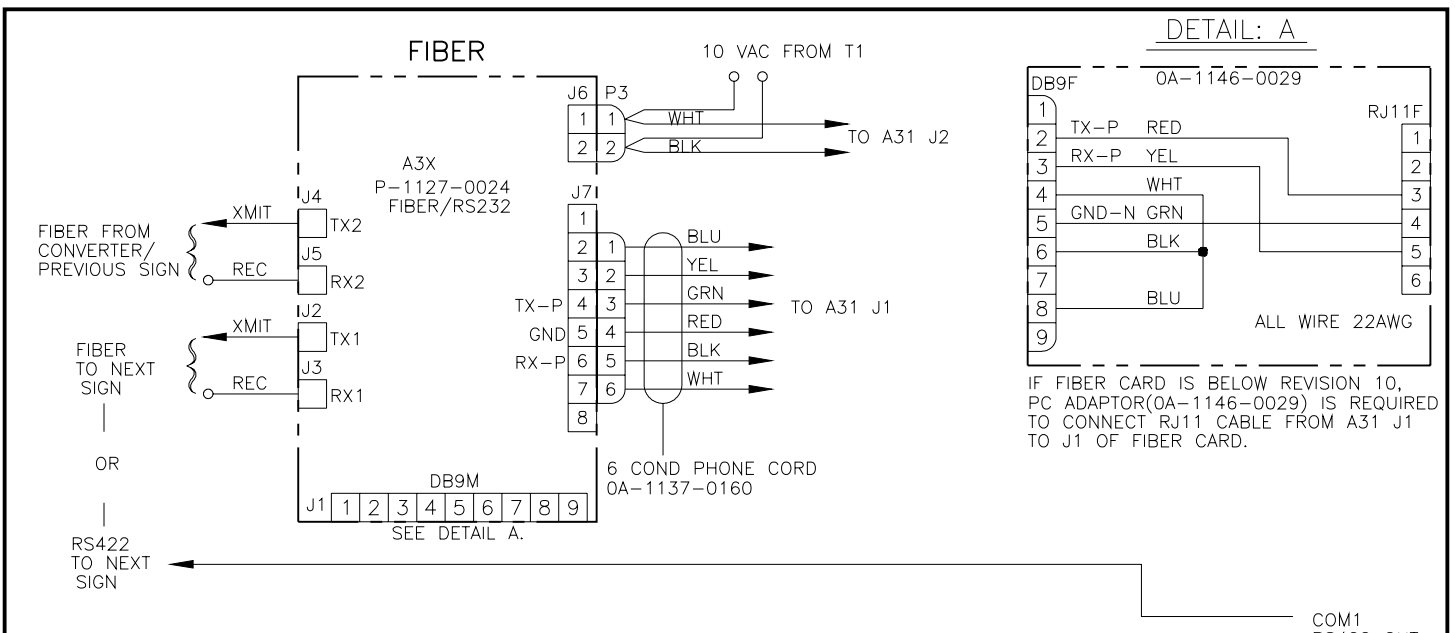 DETAIL: A
FIBER
10 VAC FROM T1
J6 P3
1 1 WHT
2 2 BLK
TO A31 J2
A3X
P-1127-0024
FIBER/RS232
J4
XMIT TX2
J5
REC RX2
FIBER FROM
CONVERTER/
PREVIOUS SIGN
J2
XMIT TX1
J3
REC RX1
FIBER
TO NEXT
SIGN
OR
RS422
TO NEXT
SIGN
J7
1
2 1 BLU
3 2 YEL
TX-P 4 3 GRN
GND 5 4 RED
RX-P 6 5 BLK
7 6 WHT
8
TO A31 J1
6 COND PHONE CORD
0A-1137-0160
DB9M
J1 1 2 3 4 5 6 7 8 9
SEE DETAIL A.
0A-1146-0029
DB9F
1
2 TX-P RED
3 RX-P YEL
4 WHT
5 GND-N GRN
6 BLK
7
8 BLU
9
RJ11F
1
2
3
4
5
6
ALL WIRE 22AWG
IF FIBER CARD IS BELOW REVISION 10,
PC ADAPTOR(0A-1146-0029) IS REQUIRED
TO CONNECT RJ11 CABLE FROM A31 J1
TO J1 OF FIBER CARD.
COM1